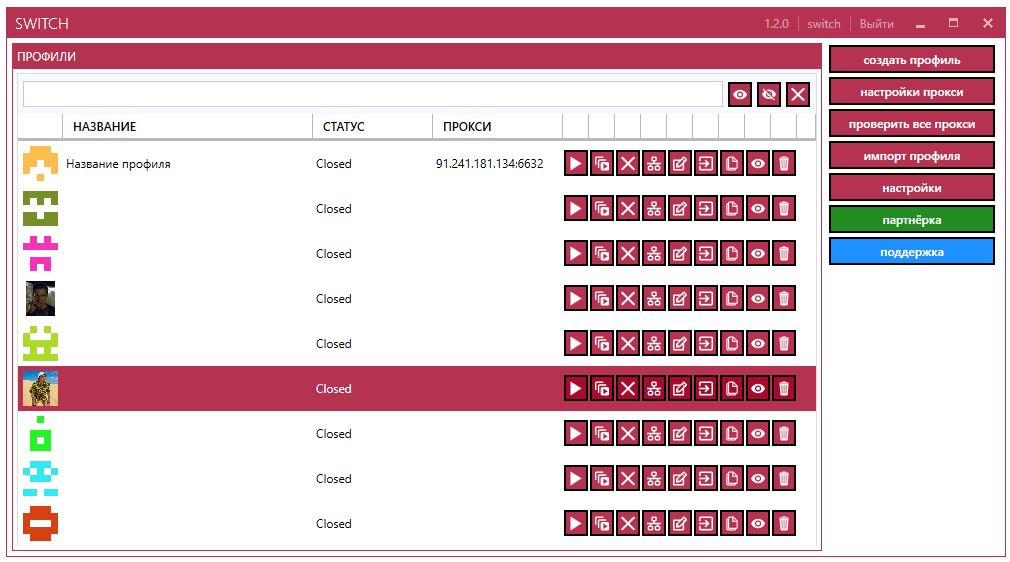 SWITCH 1.2.0 switch Выйти
ПРОФИЛИ
НАЗВАНИЕ СТАТУС ПРОКСИ
Название профиля Closed 91.241.181.134:6632
Closed
Closed
Closed
Closed
Closed
Closed
Closed
Closed
создать профиль
настройки прокси
проверить все прокси
импорт профиля
настройки
партнёрка
поддержка